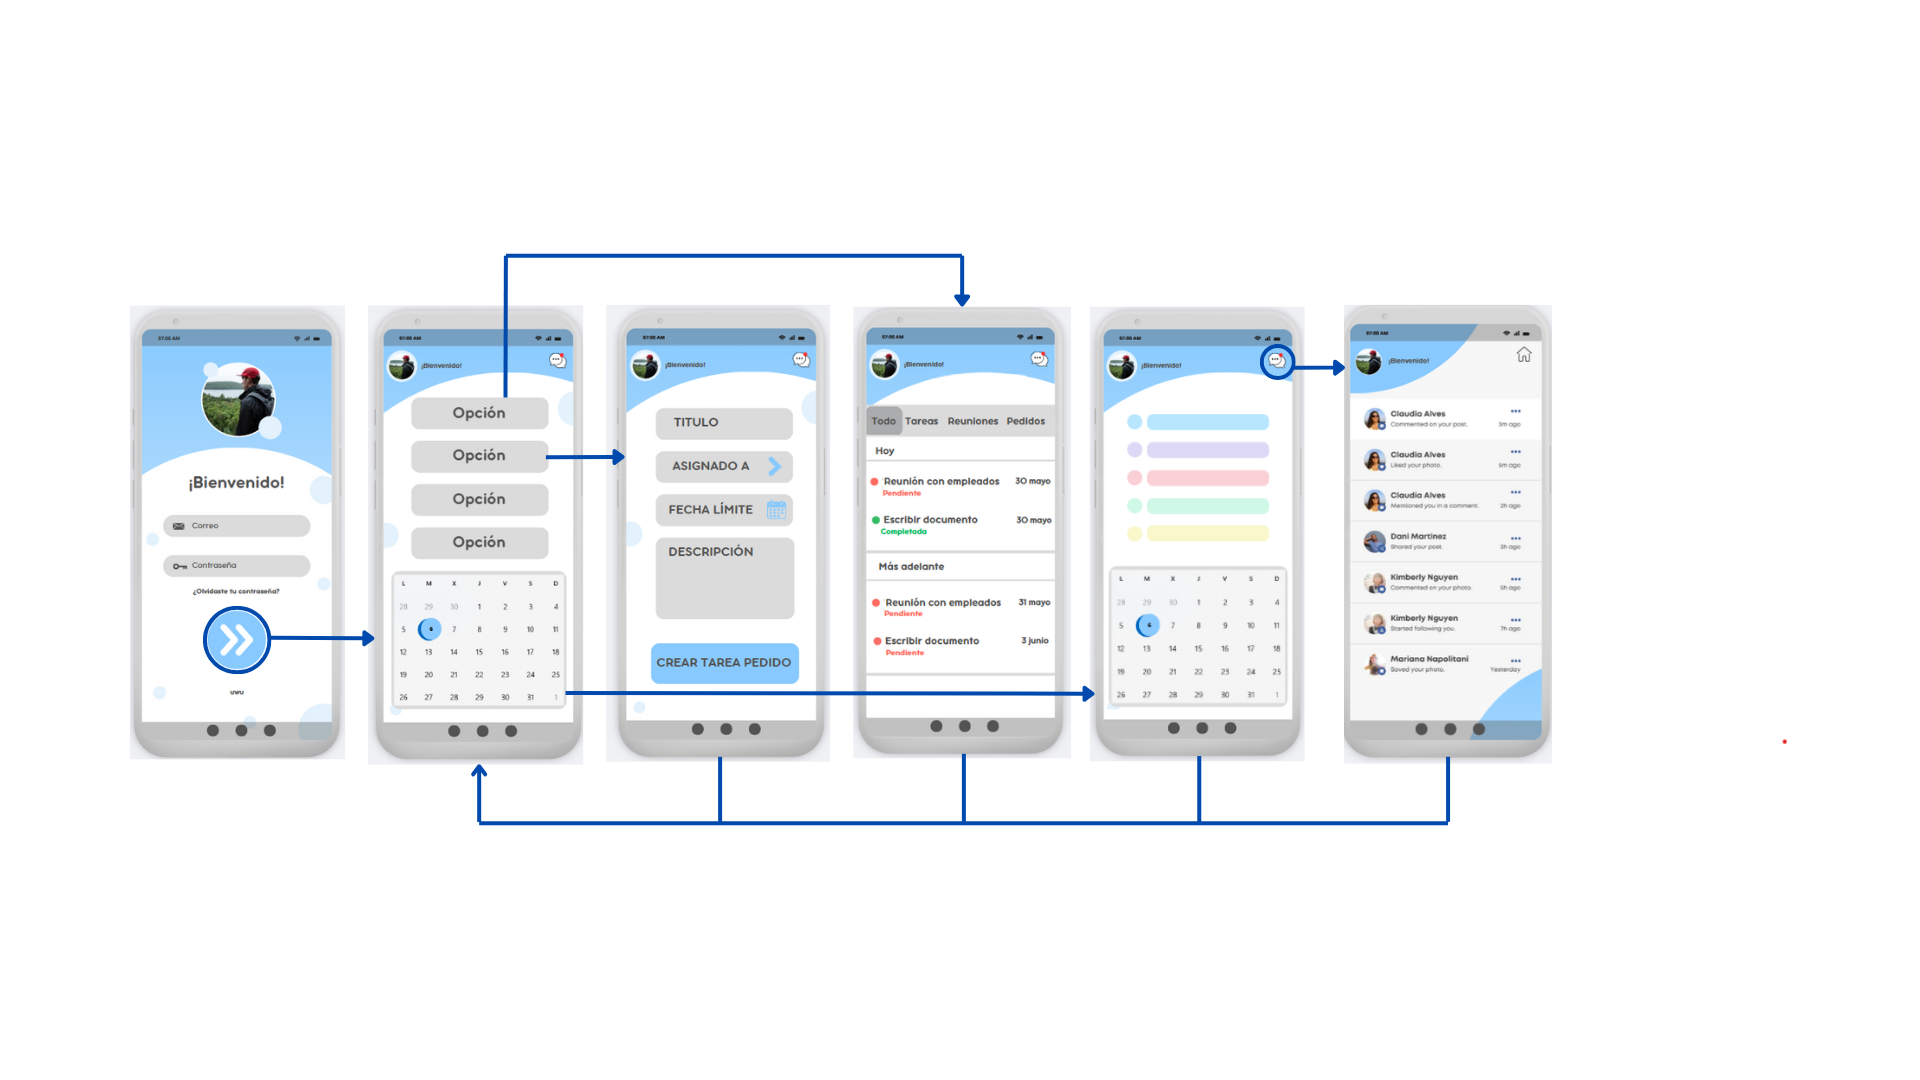 07:00 AM
¡Bienvenido!
Correo
Contraseña
¿Olvidaste tu contraseña?
uwu
07:00 AM
¡Bienvenido!
Opción
Opción
Opción
Opción
L M X J V S D
28 29 30 1 2 3 4
5 6 7 8 9 10 11
12 13 14 15 16 17 18
19 20 21 22 23 24 25
26 27 28 29 30 31 1
07:00 AM
¡Bienvenido!
TITULO
ASIGNADO A
FECHA LÍMITE
DESCRIPCIÓN
CREAR TAREA PEDIDO
07:00 AM
¡Bienvenido!
Todo Tareas Reuniones Pedidos
Hoy
Reunión con empleados 30 mayo
Pendiente
Escribir documento 30 mayo
Completada
Más adelante
Reunión con empleados 31 mayo
Pendiente
Escribir documento 3 junio
Pendiente
07:00 AM
¡Bienvenido!
L M X J V S D
28 29 30 1 2 3 4
5 6 7 8 9 10 11
12 13 14 15 16 17 18
19 20 21 22 23 24 25
26 27 28 29 30 31 1
07:00 AM
¡Bienvenido!
Claudia Alves
Commented on your post. 3m ago
Claudia Alves
Liked your photo. 5m ago
Claudia Alves
Mentioned you in a comment. 2h ago
Dani Martinez
Shared your post. 3h ago
Kimberly Nguyen
Commented on your photo. 5h ago
Kimberly Nguyen
Started following you. 7h ago
Mariana Napolitani
Saved your photo. Yesterday